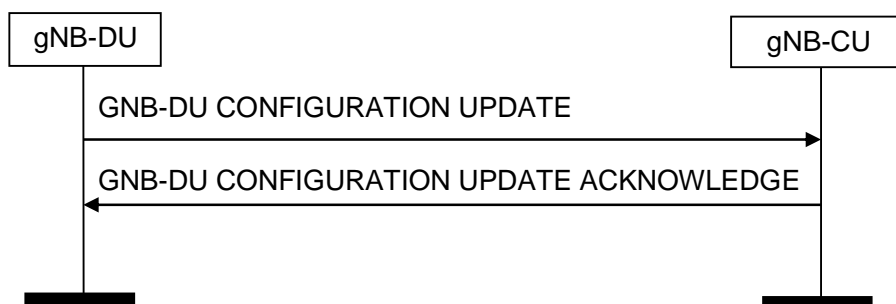 gNB-DU
gNB-CU
GNB-DU CONFIGURATION UPDATE
GNB-DU CONFIGURATION UPDATE ACKNOWLEDGE